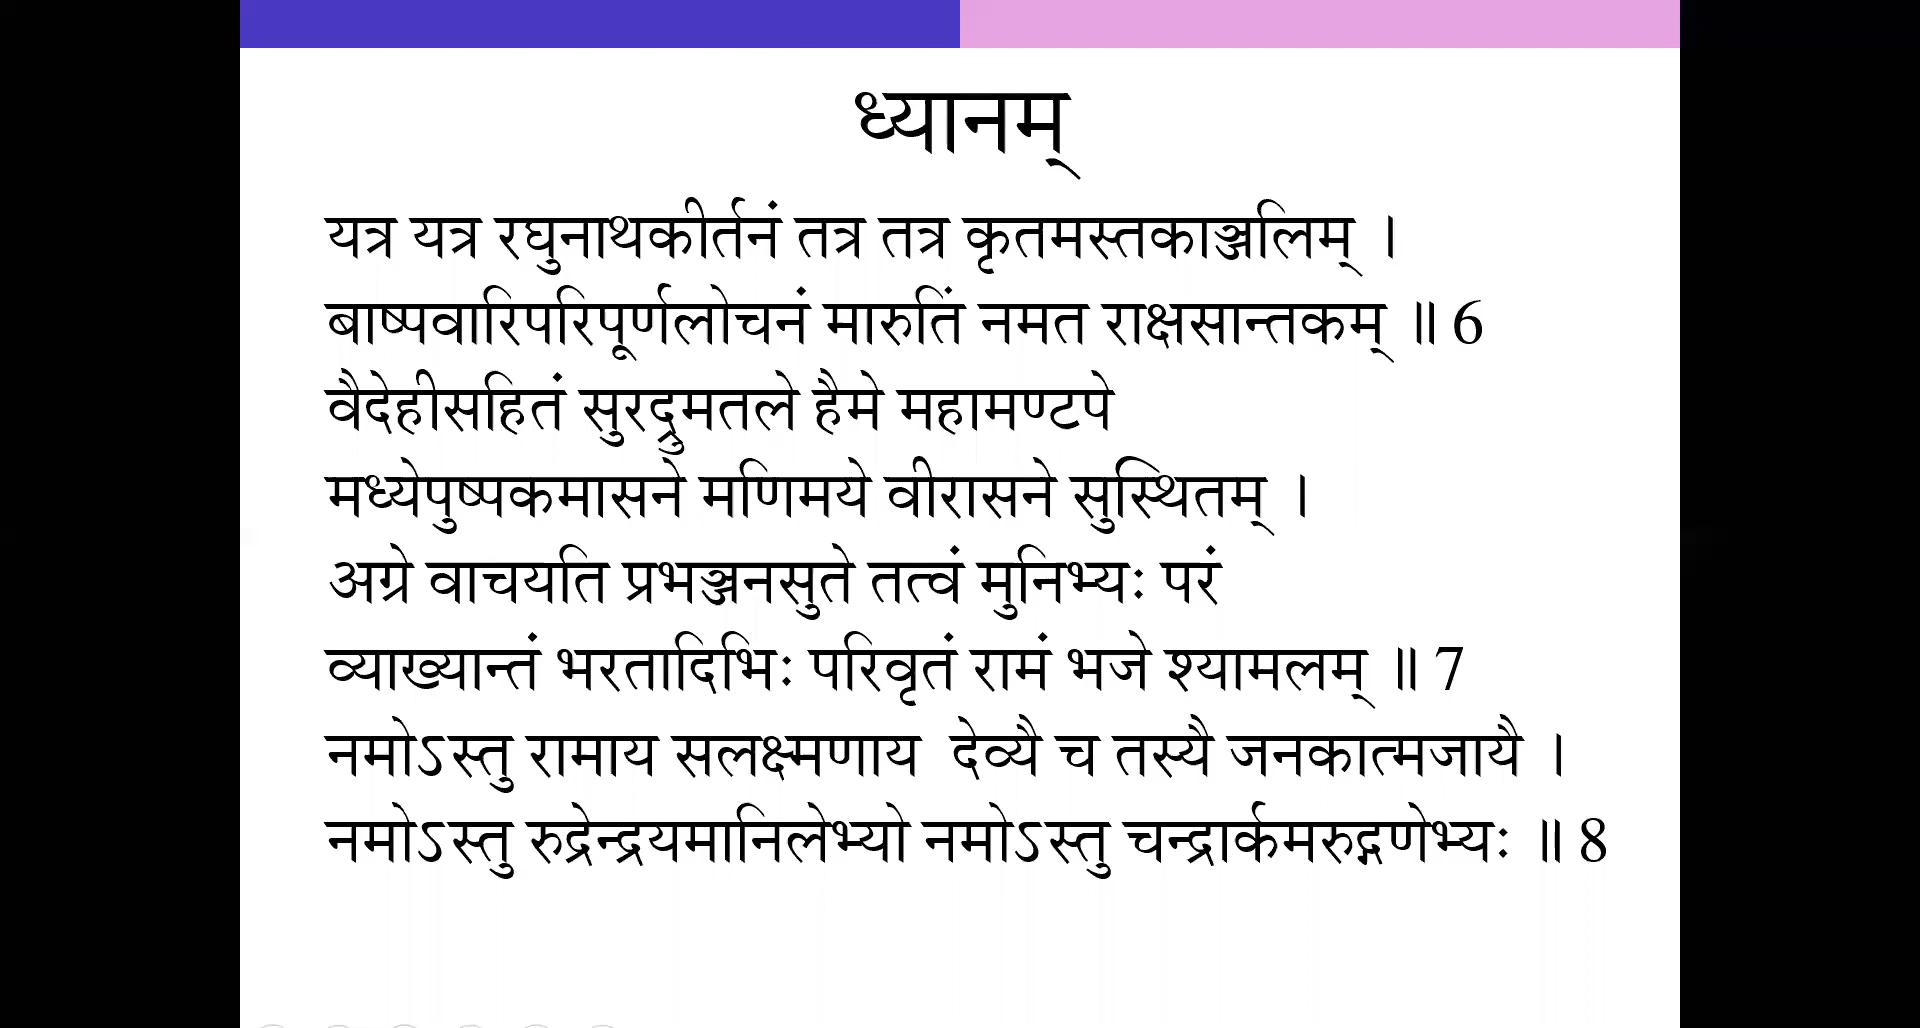 ध्यानम्
यत्र यत्र रघुनाथकीर्तनं तत्र तत्र कृतमस्तकाञ्जलिम् ।
बाष्पवारिपरिपूर्णलोचनं मारुतिं नमत राक्षसान्तकम् ॥ 6
वैदेहीसहितं सुरद्रुमतले हैमे महामण्टपे
मध्येपुष्पकमासने मणिमये वीरासने सुस्थितम् ।
अग्रे वाचयति प्रभञ्जनसुते तत्वं मुनिभ्यः परं
व्याख्यान्तं भरतादिभिः परिवृतं रामं भजे श्यामलम् ॥ 7
नमोऽस्तु रामाय सलक्ष्मणाय देव्यै च तस्यै जनकात्मजायै ।
नमोऽस्तु रुद्रेन्द्रयमानिलेभ्यो नमोऽस्तु चन्द्रार्कमरुद्गणेभ्यः ॥ 8